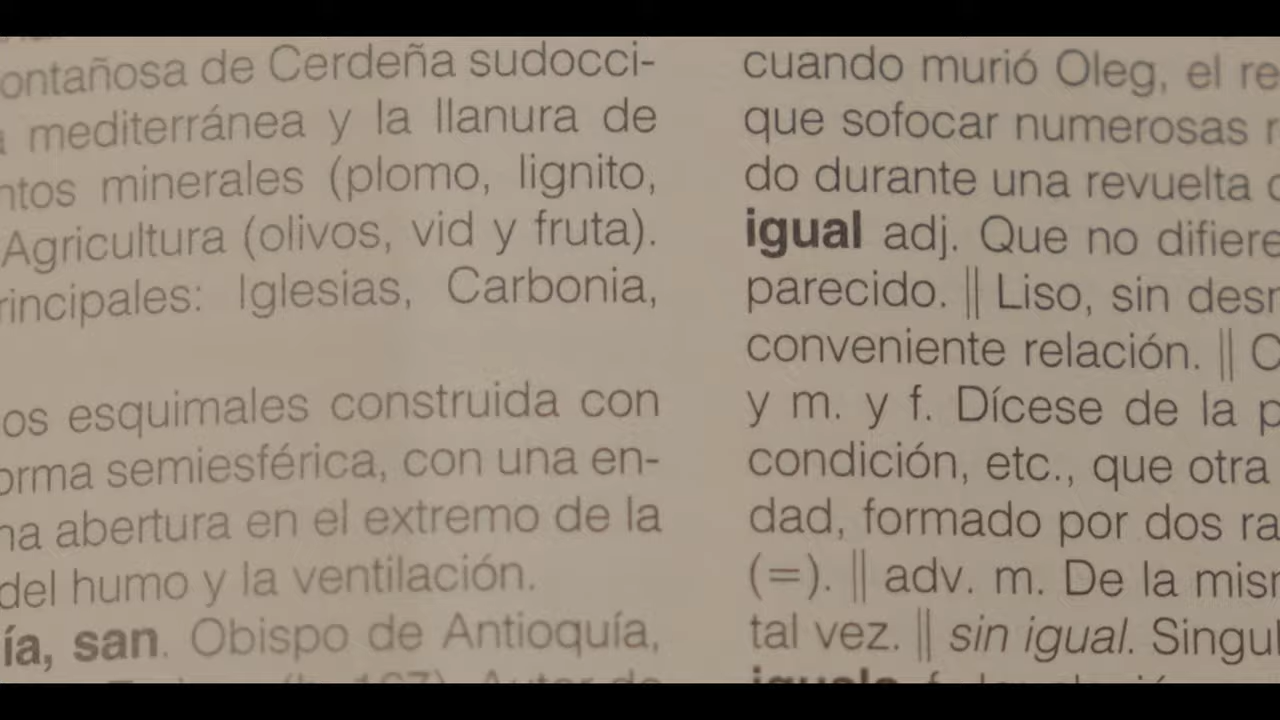 ontañosa de Cerdeña sudocci-
mediterránea y la llanura de
ntos minerales (plomo, lignito,
Agricultura (olivos, vid y fruta).
rincipales: Iglesias, Carbonia,
os esquimales construida con
orma semiesférica, con una en-
na abertura en el extremo de la
del humo y la ventilación.
ía, san. Obispo de Antioquía,
cuando murió Oleg, el re
que sofocar numerosas
do durante una revuelta
igual adj. Que no difiere
parecido. || Liso, sin desn
conveniente relación. || C
y m. y f. Dícese de la p
condición, etc., que otra
dad, formado por dos ra
(=). || adv. m. De la mism
tal vez. || sin igual. Singul